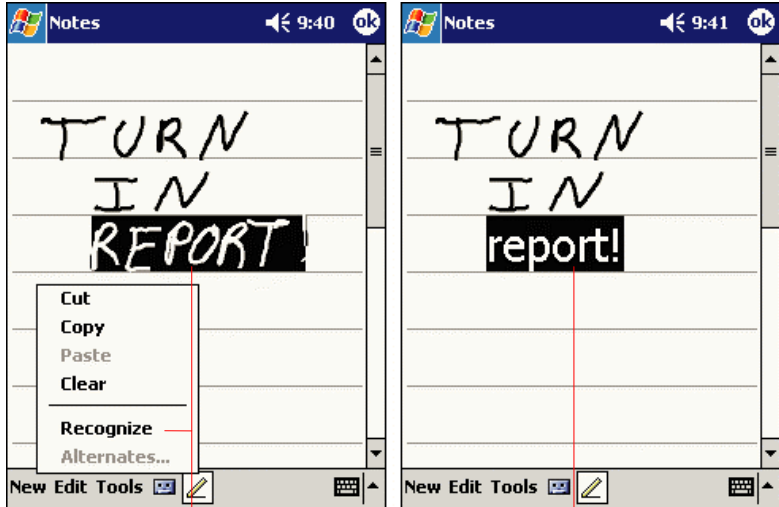 Notes 9:40 ok
TURN
IN
REPORT!
Cut
Copy
Paste
Clear
Recognize
Alternates...
New Edit Tools
Notes 9:41 ok
TURN
IN
report!
New Edit Tools